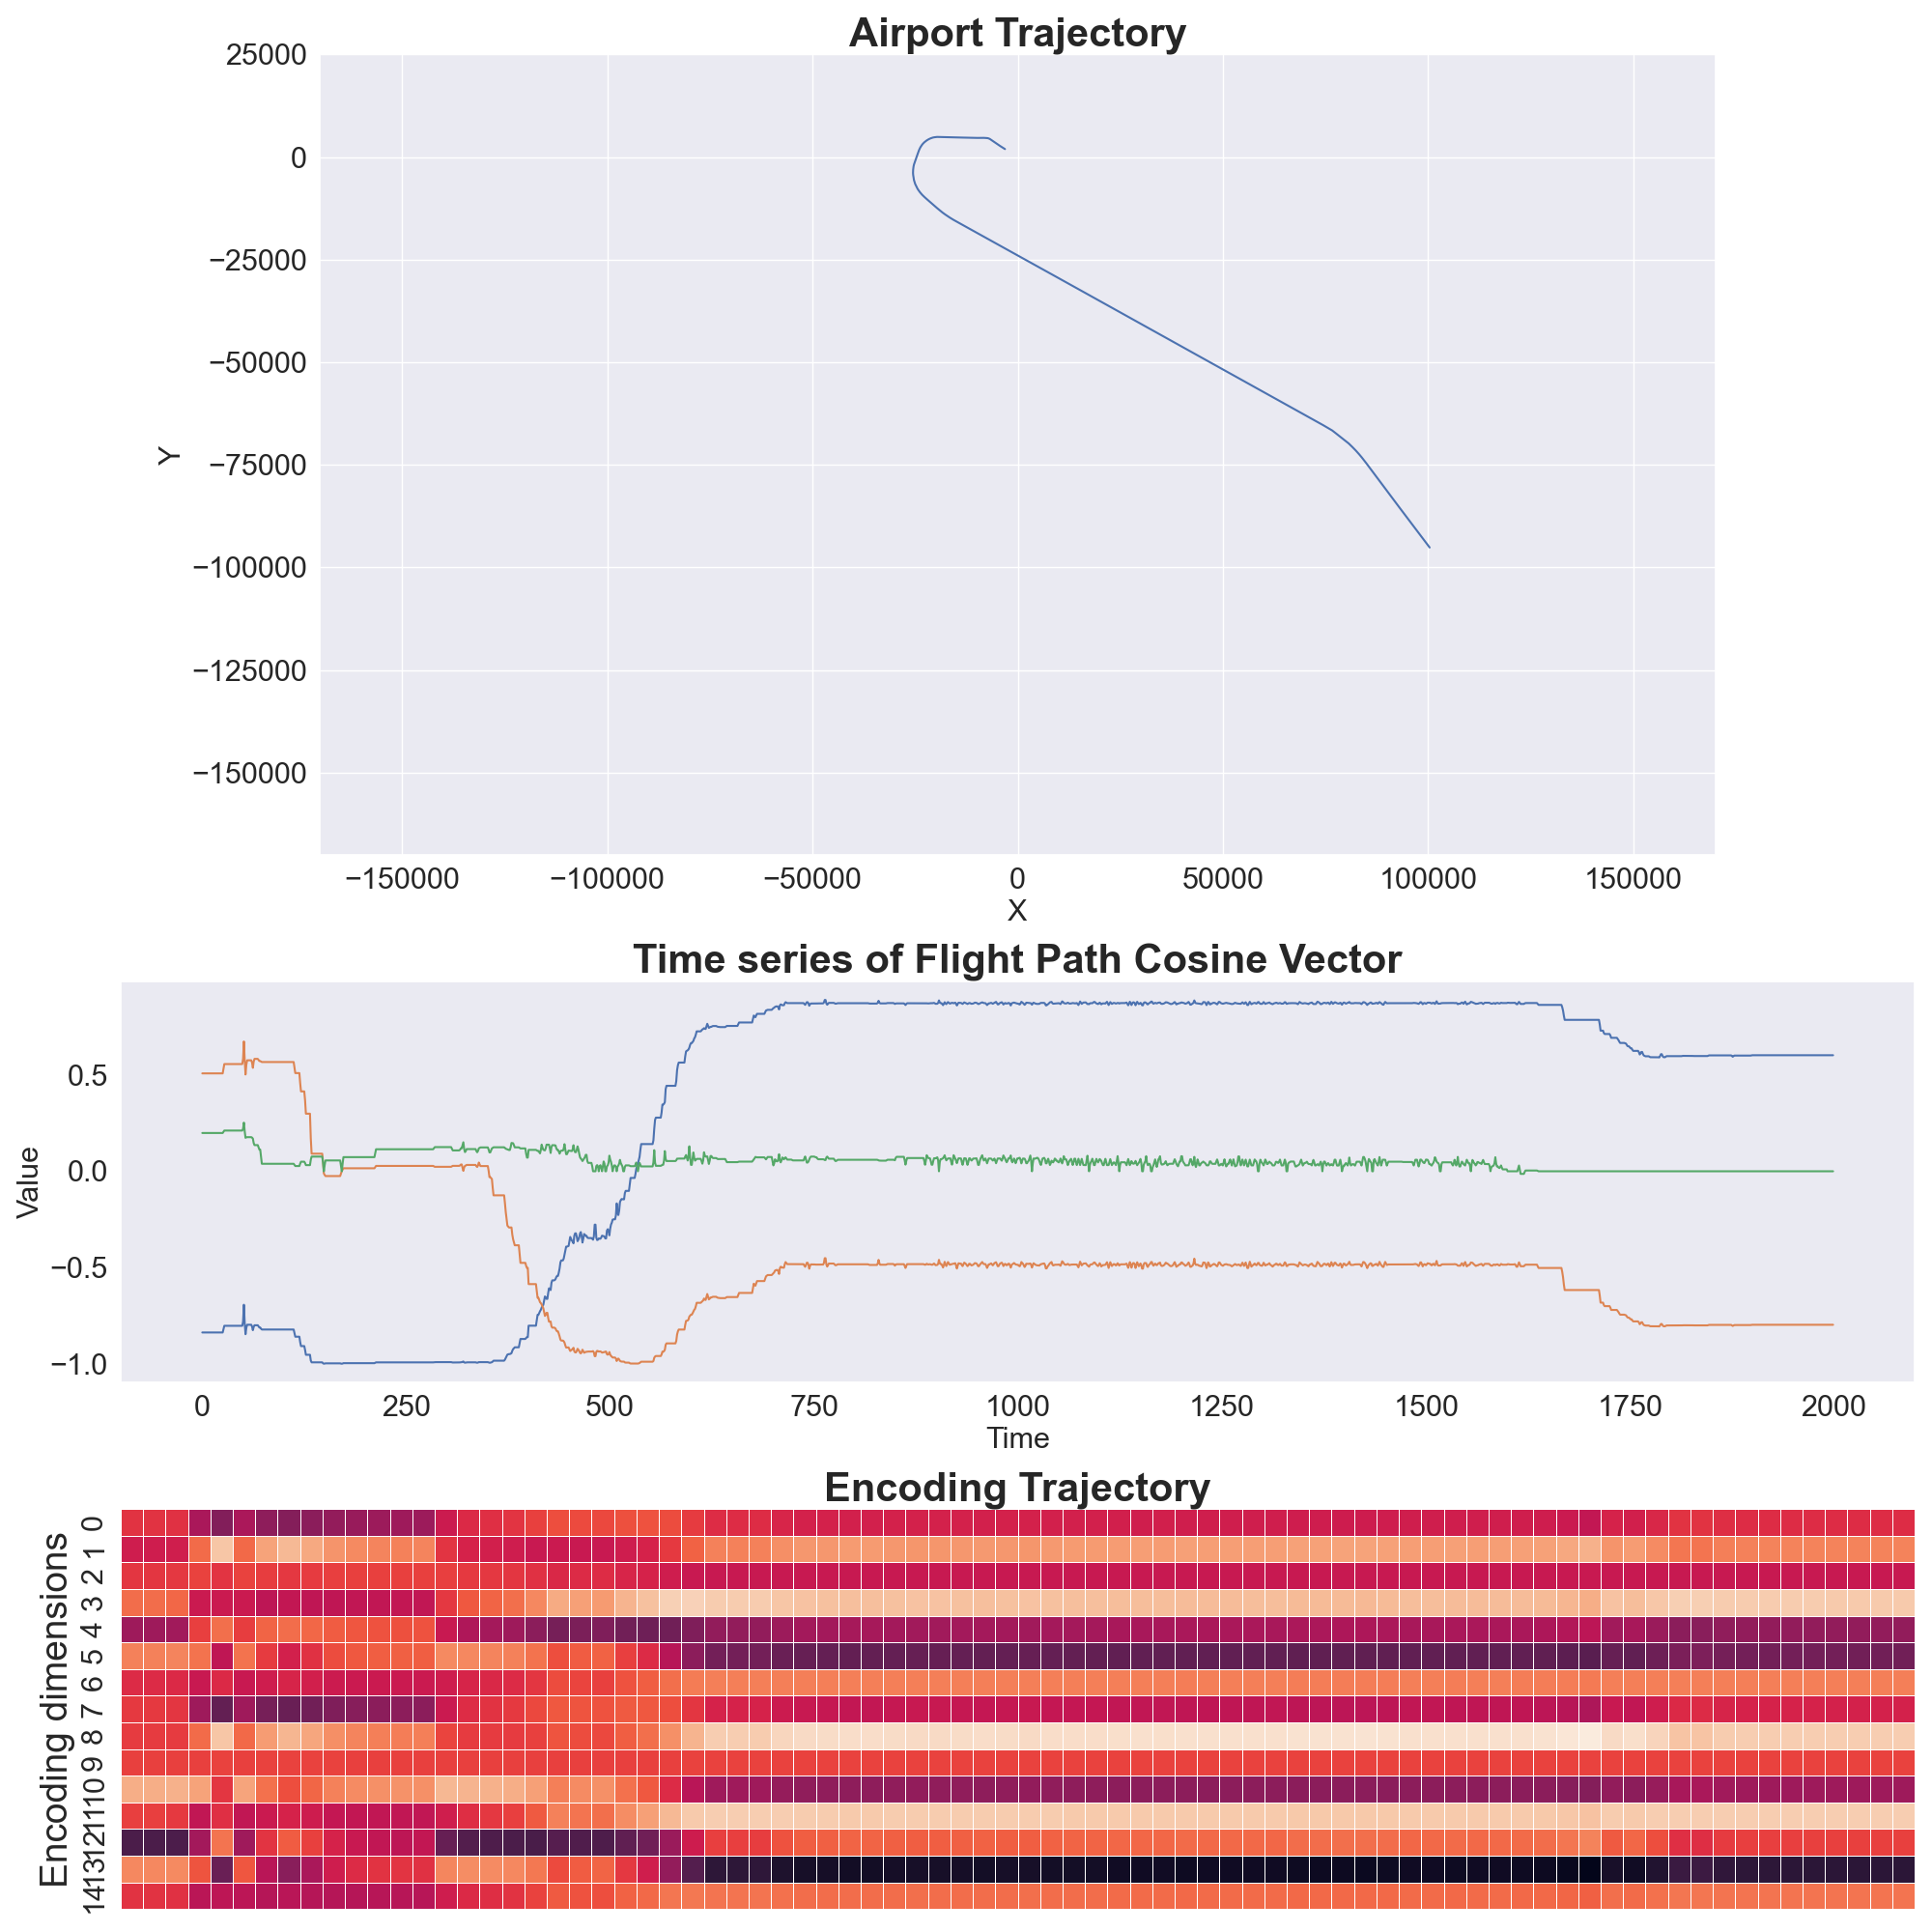 Airport Trajectory
25000
0
−25000
−50000
−75000
−100000
−125000
−150000
Y
−150000 −100000 −50000 0 50000 100000 150000
X
Time series of Flight Path Cosine Vector
0.5
0.0
−0.5
−1.0
Value
0 250 500 750 1000 1250 1500 1750 2000
Time
Encoding Trajectory
Encoding dimensions
0
1
2
3
4
5
6
7
8
9
10
11
12
13
14